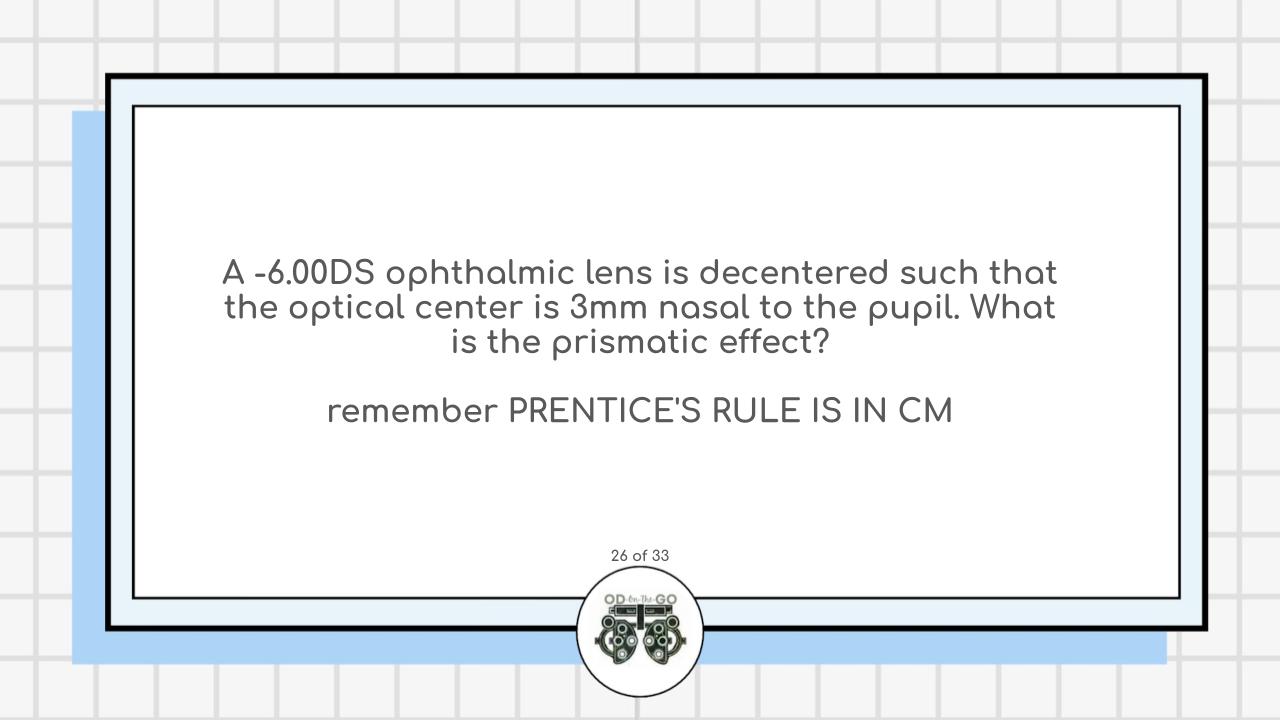 A -6.00DS ophthalmic lens is decentered such that
the optical center is 3mm nasal to the pupil. What
is the prismatic effect?
remember PRENTICE'S RULE IS IN CM
26 of 33
OD-On-The-GO